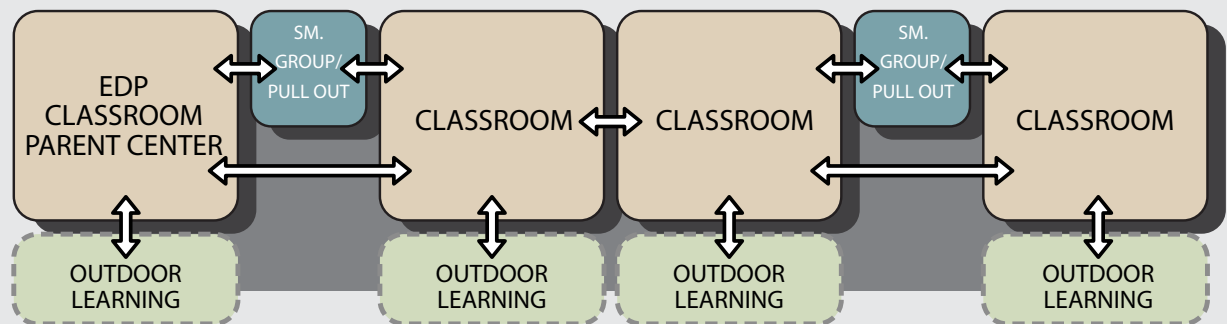 EDP
CLASSROOM
PARENT CENTER
SM.
GROUP/
PULL OUT
CLASSROOM
CLASSROOM
SM.
GROUP/
PULL OUT
CLASSROOM
OUTDOOR
LEARNING
OUTDOOR
LEARNING
OUTDOOR
LEARNING
OUTDOOR
LEARNING